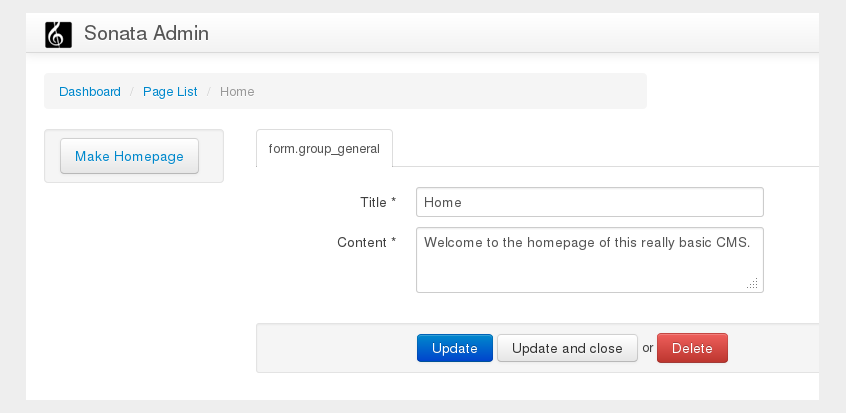 Sonata Admin
Dashboard / Page List / Home
Make Homepage
form.group_general
Title * Home
Content * Welcome to the homepage of this really basic CMS.
Update Update and close or Delete